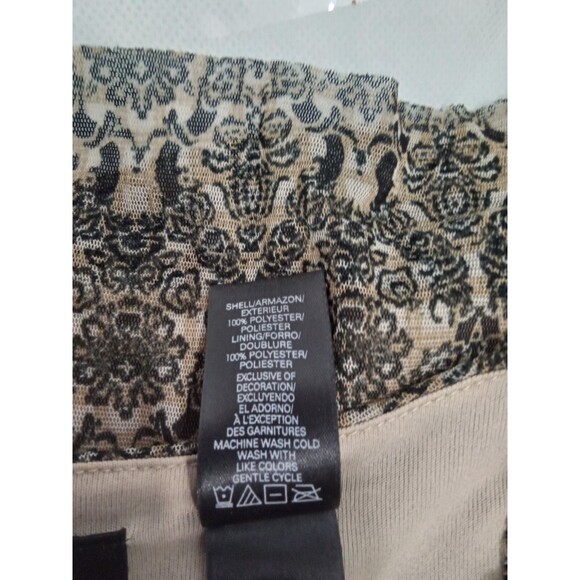 SHELL/ARMAZON/
EXTERIEUR
100% POLYESTER/
POLIESTER
LINING/FORRO/
DOUBLURE
100% POLYESTER/
POLIESTER
EXCLUSIVE OF
DECORATION/
EXCLUYENDO
EL ADORNO/
À L'EXCEPTION
DES GARNITURES
MACHINE WASH COLD
WASH WITH
LIKE COLORS
GENTLE CYCLE